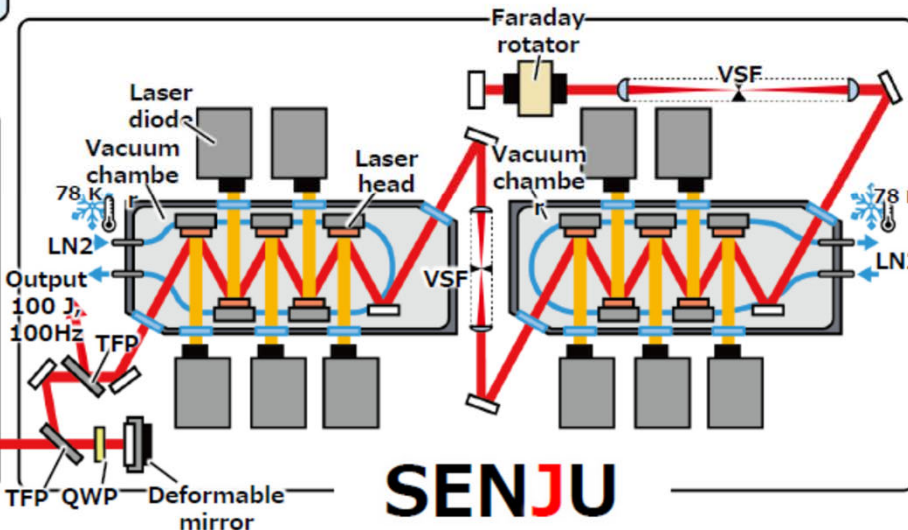 Faraday
rotator
VSF
Laser
diode
Vacuum
chambe
r
Laser
head
Vacuum
chambe
r
78 K
78
LN2
LN
VSF
Output
100 J,
100Hz
TFP
TFP QWP Deformable
mirror
SENJU